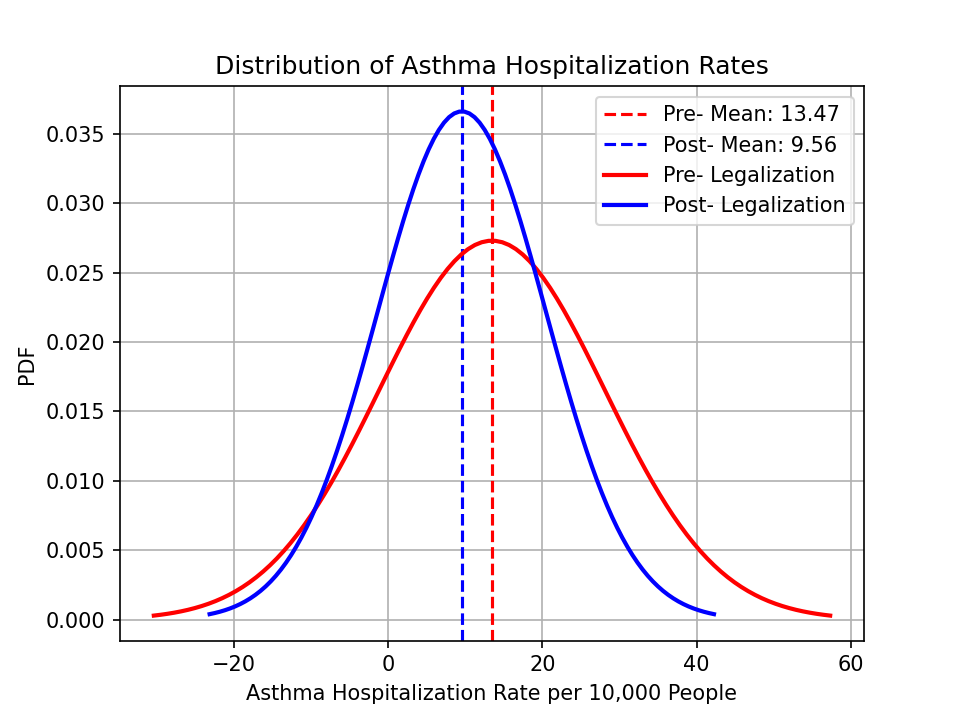 Distribution of Asthma Hospitalization Rates
Pre- Mean: 13.47
Post- Mean: 9.56
Pre- Legalization
Post- Legalization
0.035
0.030
0.025
0.020
0.015
0.010
0.005
0.000
PDF
−20
0
20
40
60
Asthma Hospitalization Rate per 10,000 People